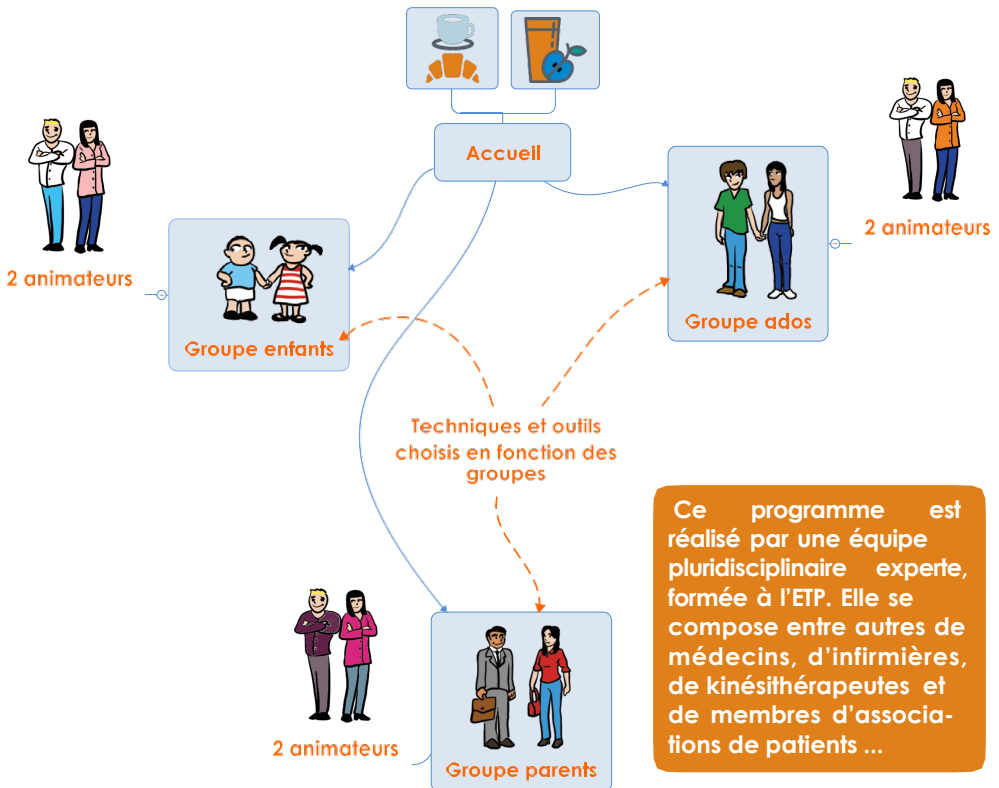 Accueil
2 animateurs
2 animateurs
Groupe enfants
Groupe ados
Techniques et outils
choisis en fonction des
groupes
Ce programme est
réalisé par une équipe
pluridisciplinaire experte,
formée à l'ETP. Elle se
compose entre autres de
médecins, d'infirmières,
de kinésithérapeutes et
de membres d'associa-
tions de patients ...
2 animateurs
Groupe parents